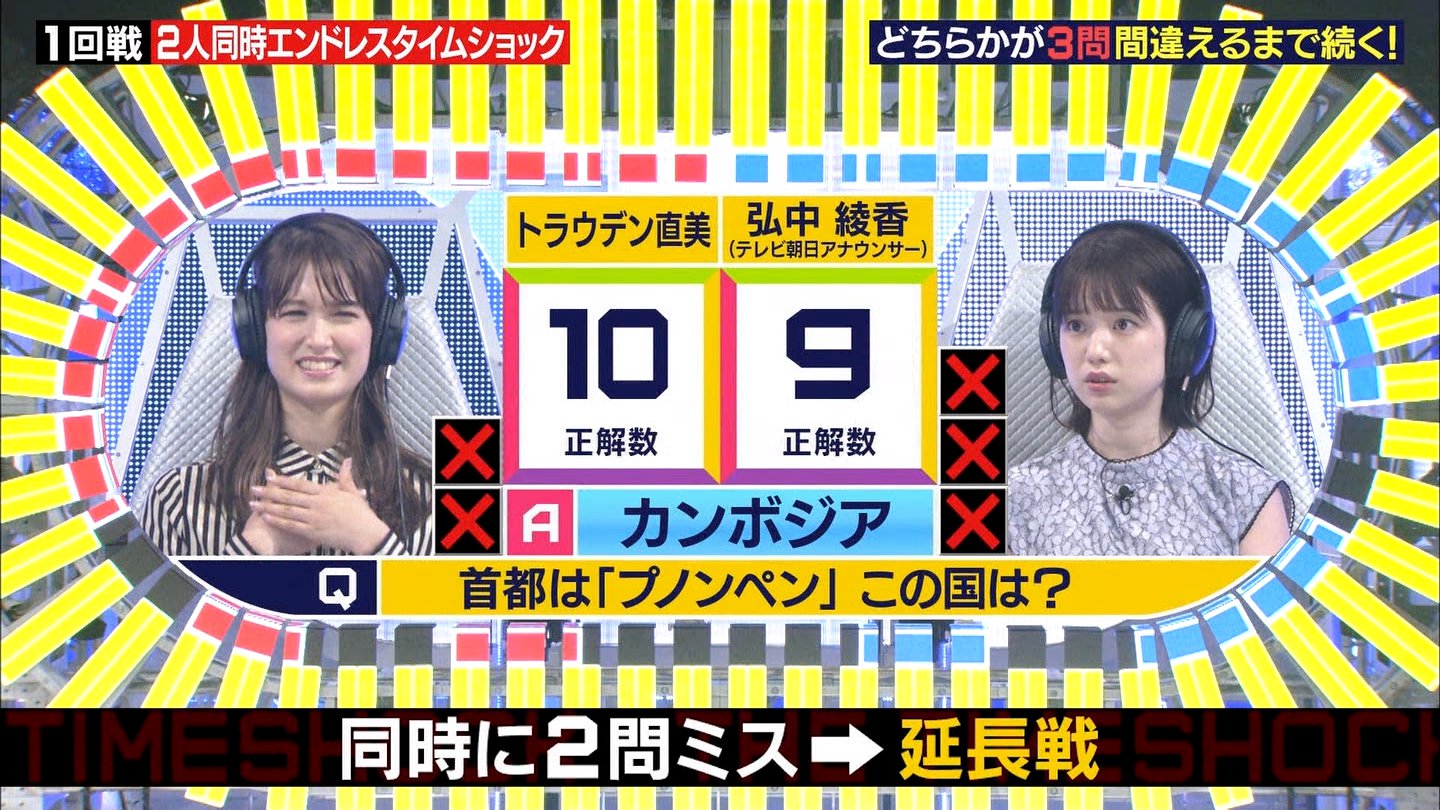 1回戦 2人同時エンドレスタイムショック
どちらかが3問間違えるまで続く!
トラウデン直美
弘中 綾香
(テレビ朝日アナウンサー)
10
正解数
9
正解数
A カンボジア
Q 首都は「プノンペン」この国は?
同時に2問ミス➡延長戦